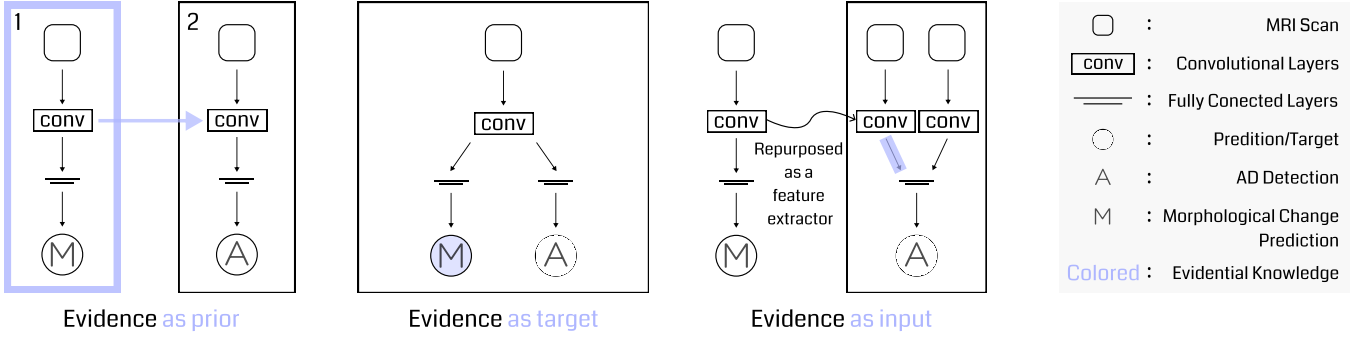 1
conv
M
2
conv
A
Evidence as prior
conv
M
A
Evidence as target
conv
M
Repurposed
as a
feature
extractor
conv conv
A
Evidence as input
: MRI Scan
conv : Convolutional Layers
: Fully Conected Layers
: Predition/Target
A : AD Detection
M : Morphological Change
Prediction
Colored : Evidential Knowledge